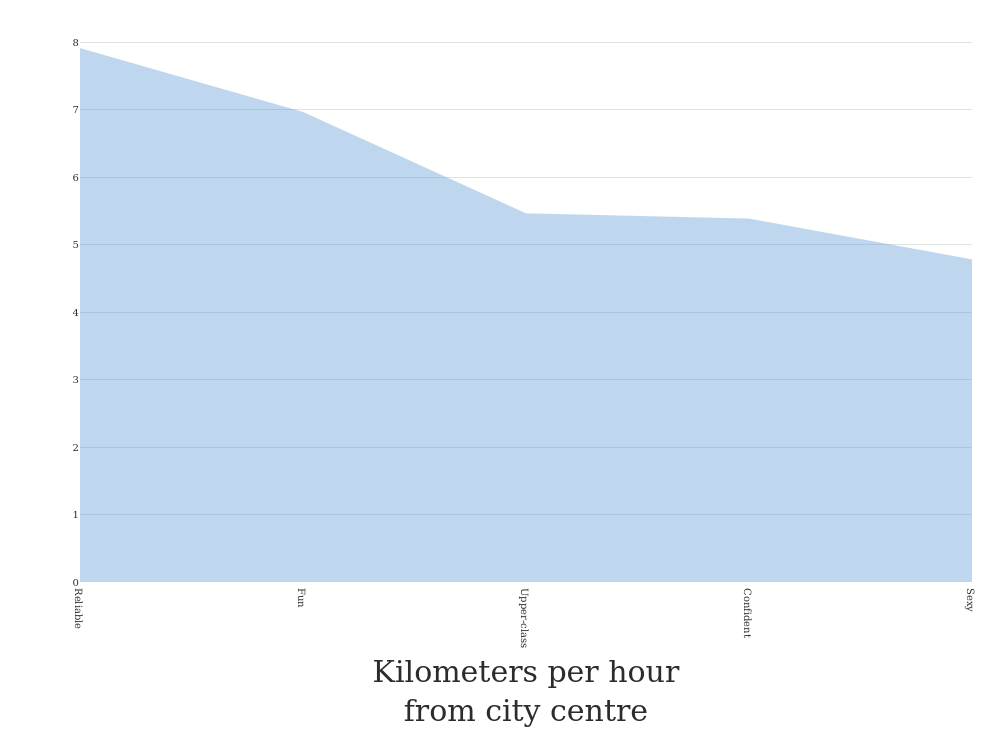 8
7
6
5
4
3
2
1
0
Reliable
Fun
Upper-class
Confident
Sexy
Kilometers per hour
from city centre